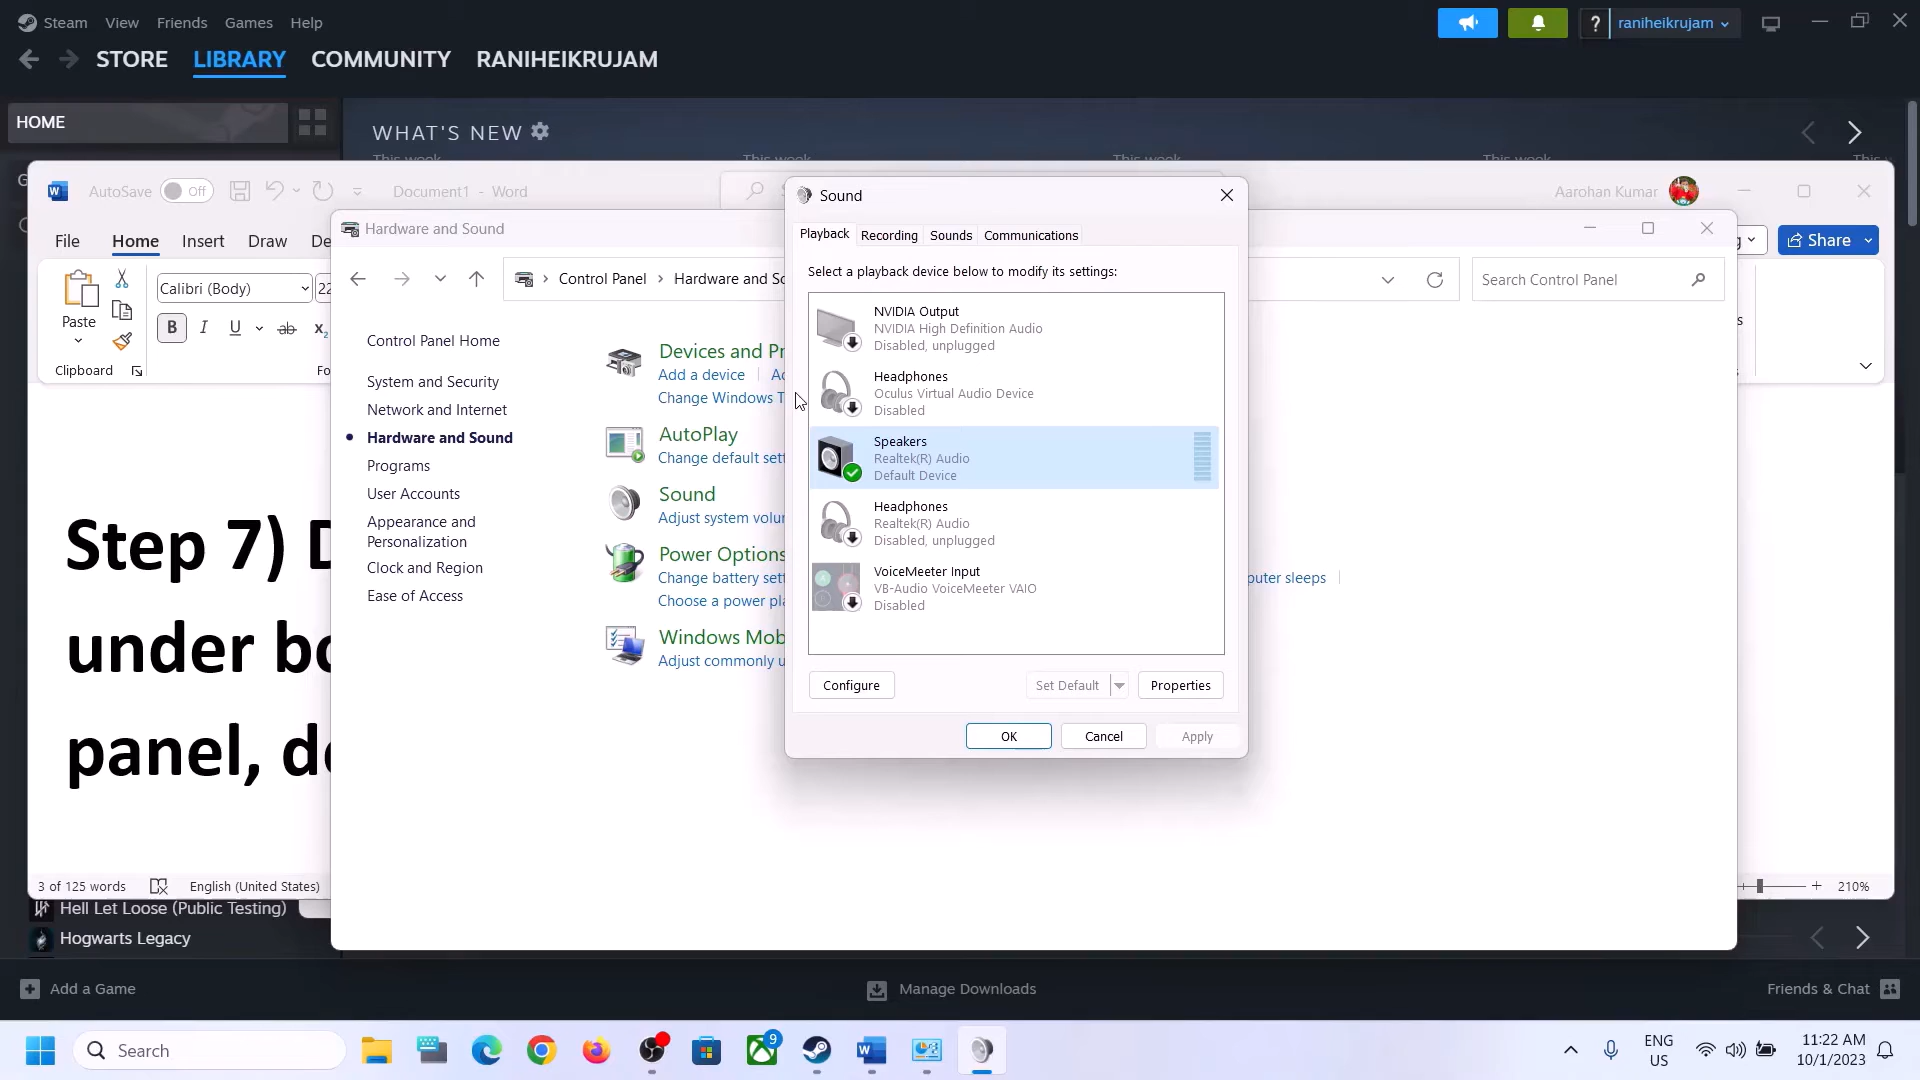 Steam View Friends Games Help
raniheikrujam
STORE LIBRARY COMMUNITY RANIHEIKRUJAM
HOME
WHAT'S NEW
AutoSave Off Document1 - Word
Aarohan Kumar
File Home Insert Draw De
Share
Calibri (Body) 22
Paste
B I U ab x
Clipboard Fo
Hardware and Sound
Control Panel > Hardware and So
Search Control Panel
Control Panel Home
System and Security
Network and Internet
Hardware and Sound
Programs
User Accounts
Appearance and
Personalization
Clock and Region
Ease of Access
Devices and Pr
Add a device
Change Windows T
AutoPlay
Change default sett
Sound
Adjust system volu
Power Options
Change battery sett
Choose a power pla
puter sleeps
Windows Mob
Adjust commonly u
Sound
Playback Recording Sounds Communications
Select a playback device below to modify its settings:
NVIDIA Output
NVIDIA High Definition Audio
Disabled, unplugged
Headphones
Oculus Virtual Audio Device
Disabled
Speakers
Realtek(R) Audio
Default Device
Headphones
Realtek(R) Audio
Disabled, unplugged
VoiceMeeter Input
VB-Audio VoiceMeeter VAIO
Disabled
Configure Set Default Properties
OK Cancel Apply
Step 7) D
under bo
panel, de
3 of 125 words English (United States)
210%
Hell Let Loose (Public Testing)
Hogwarts Legacy
Add a Game
Manage Downloads
Friends & Chat
Search
9
ENG
US
11:22 AM
10/1/2023